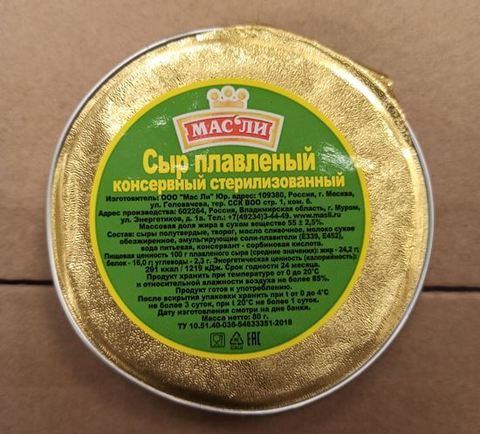 МАС'ЛИ
Сыр плавленый
консервный стерилизованный
Изготовитель: ООО "Мас Ли" Юр. адрес: 109380, Россия, г. Москва,
ул. Головачева, тер. ССК ВОО стр. 1, ком. 6.
Адрес производства: 602264, Россия, Владимирская область, г. Муром,
ул. Энергетиков, д. 1в. Тел.:+7(49234)3-44-49. www.masli.ru
Массовая доля жира в сухом веществе 55 ± 2,5%.
Состав: сыры полутвердые, творог, масло сливочное, молоко сухое
обезжиренное, эмульгирующие соли-плавители (Е339, Е452),
вода питьевая, консервант - сорбиновая кислота.
Пищевая ценность 100 г плавленого сыра (средние значения): жир -24,2 г,
белок - 16,0 г; углеводы - 2,3 г. Энергетическая ценность (калорийность):
291 ккал / 1219 кДж. Срок годности 24 месяца.
Продукт хранить при температуре от 0 до 20°С
и относительной влажности воздуха не более 85%.
Продукт готов к употреблению.
После вскрытия упаковки хранить при t от 0 до 4°С
не более 3 суток, при t 20°С не более 1 суток.
Дату изготовления смотри на дне банки.
Масса нетто: 80 г.
ТУ 10.51.40-036-54833351-2018
EAC